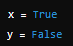 x = True
y = False